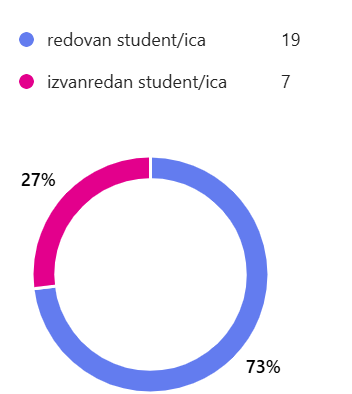 redovan student/ica 19
izvanredan student/ica 7
27%
73%